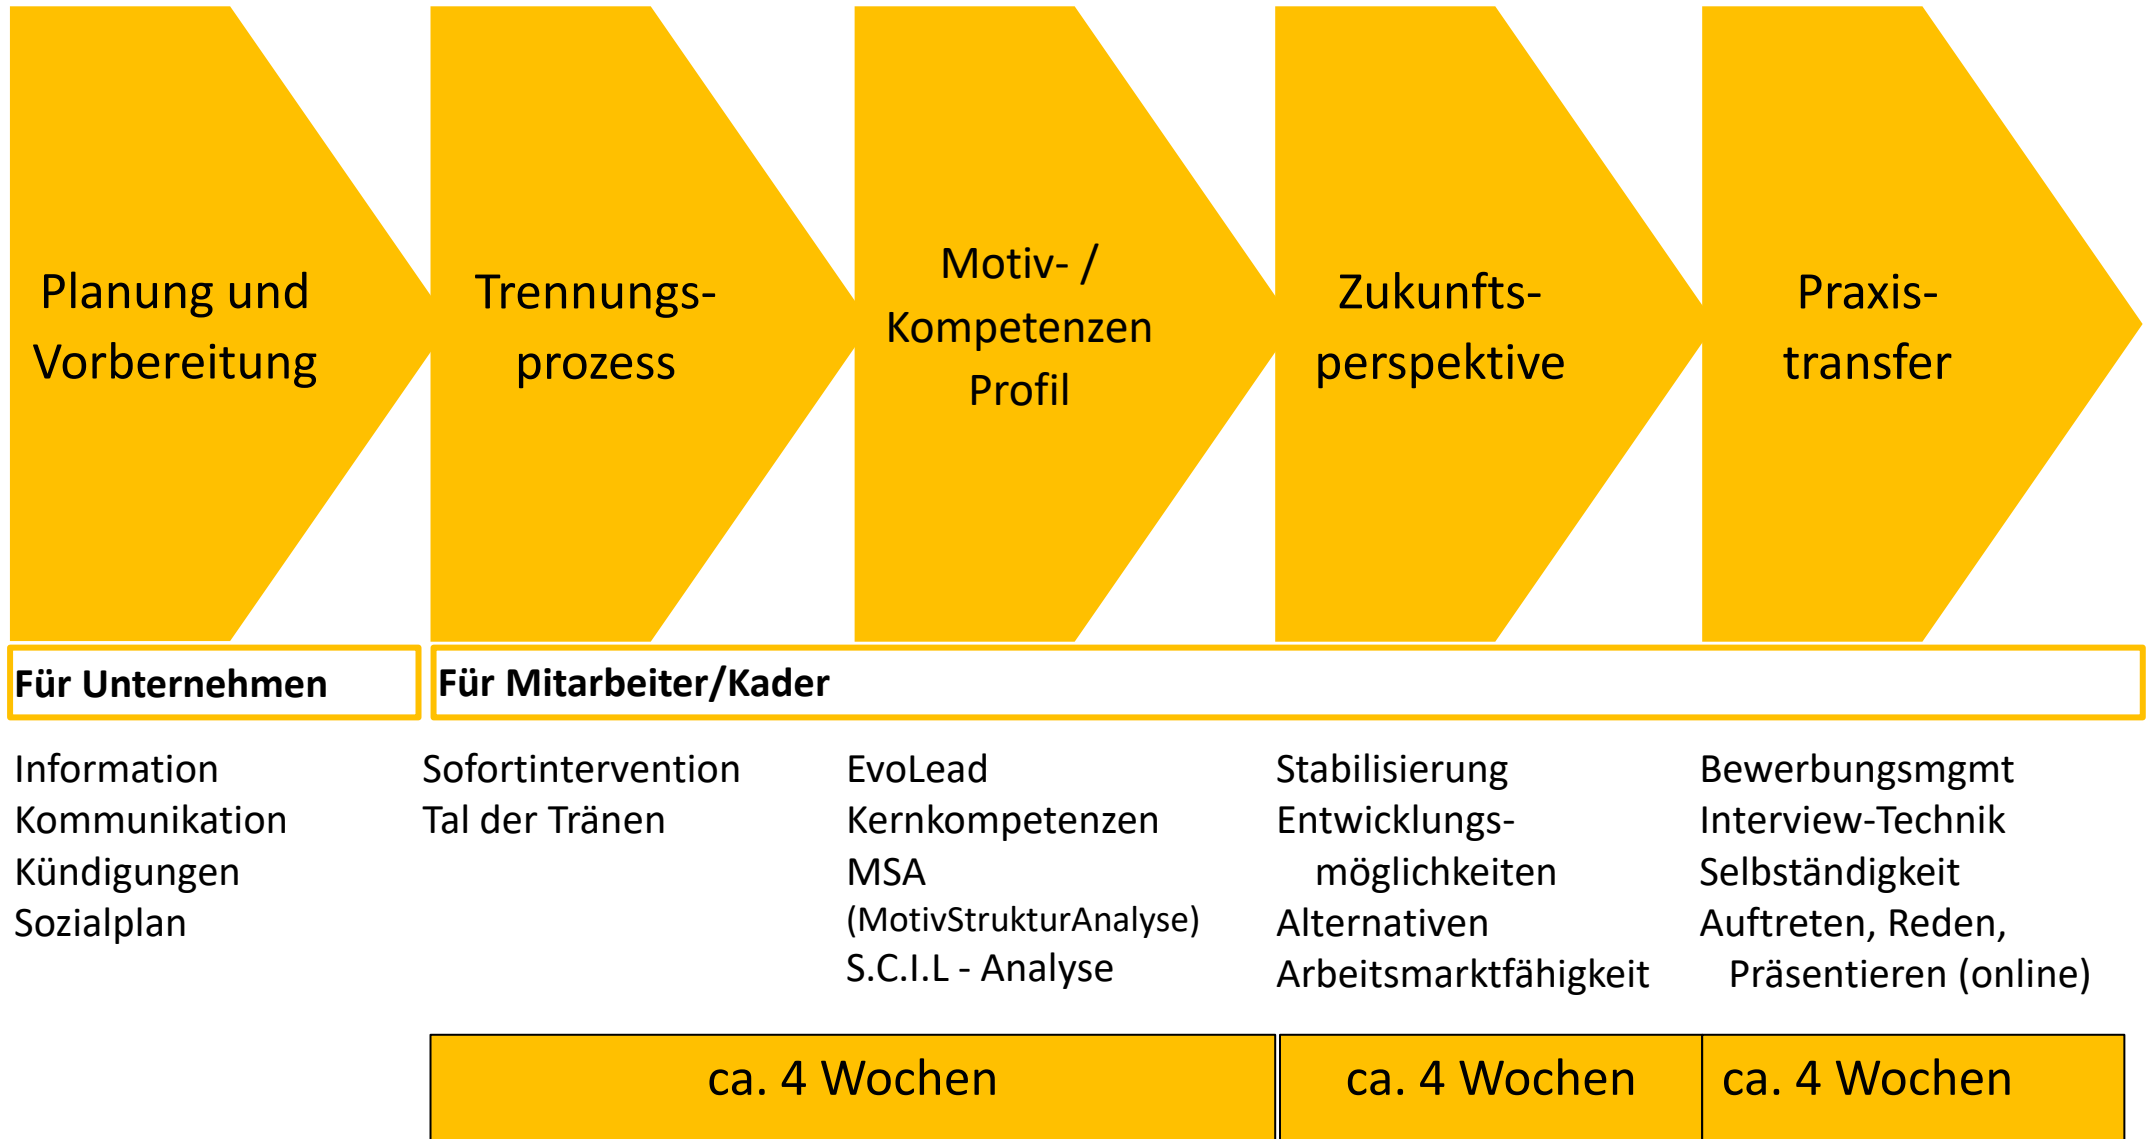 Planung und
Vorbereitung
Trennungs-
prozess
Motiv- /
Kompetenzen
Profil
Zukunfts-
perspektive
Praxis-
transfer
Für Unternehmen
Für Mitarbeiter/Kader
Information
Kommunikation
Kündigungen
Sozialplan
Sofortintervention
Tal der Tränen
EvoLead
Kernkompetenzen
MSA
(MotivStrukturAnalyse)
S.C.I.L - Analyse
Stabilisierung
Entwicklungs-
möglichkeiten
Alternativen
Arbeitsmarktfähigkeit
Bewerbungsmgmt
Interview-Technik
Selbständigkeit
Auftreten, Reden,
Präsentieren (online)
ca. 4 Wochen
ca. 4 Wochen
ca. 4 Wochen